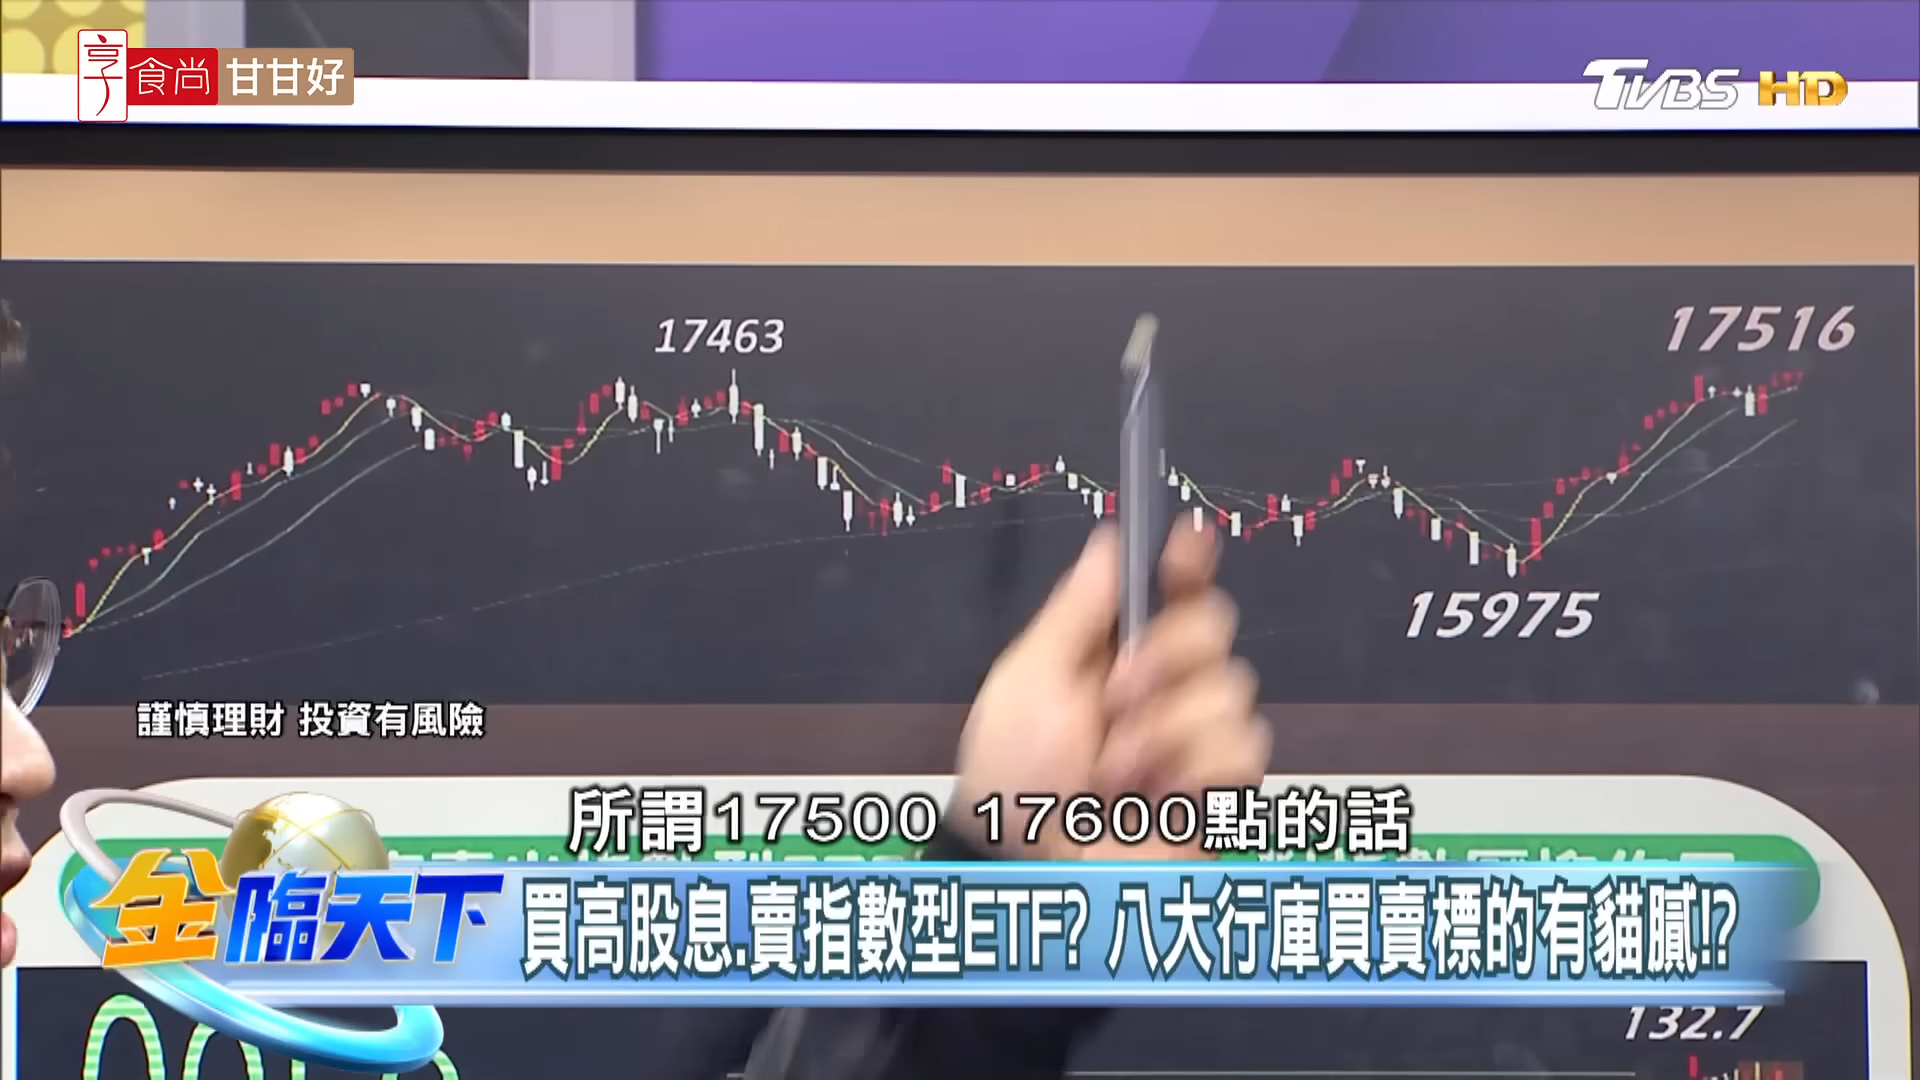 享
食尚 甘甘好
TVBS HD
17463
17516
15975
謹慎理財 投資有風險
所謂17500 17600點的話
金臨天下
買高股息.賣指數型ETF? 八大行庫買賣標的有貓膩!?
132.7